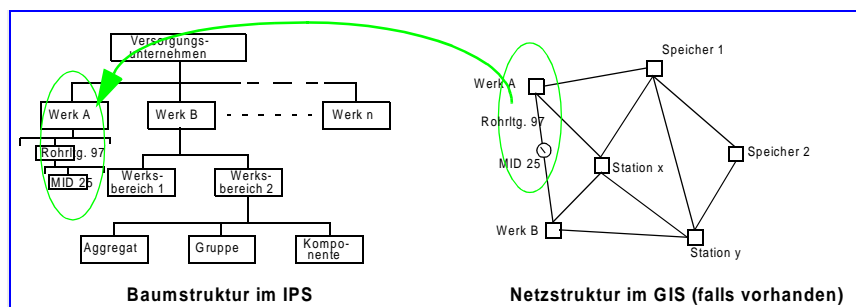 Versorgungs-
unternehmen
Werk A
Werk B
Werk n
Rohrltg. 97
MID 25
Werks-
bereich 1
Werks-
bereich 2
Aggregat
Gruppe
Kompo-
nente
Baumstruktur im IPS
Speicher 1
Werk A
Rohrltg. 97
MID 25
Station x
Speicher 2
Werk B
Station y
Netzstruktur im GIS (falls vorhanden)